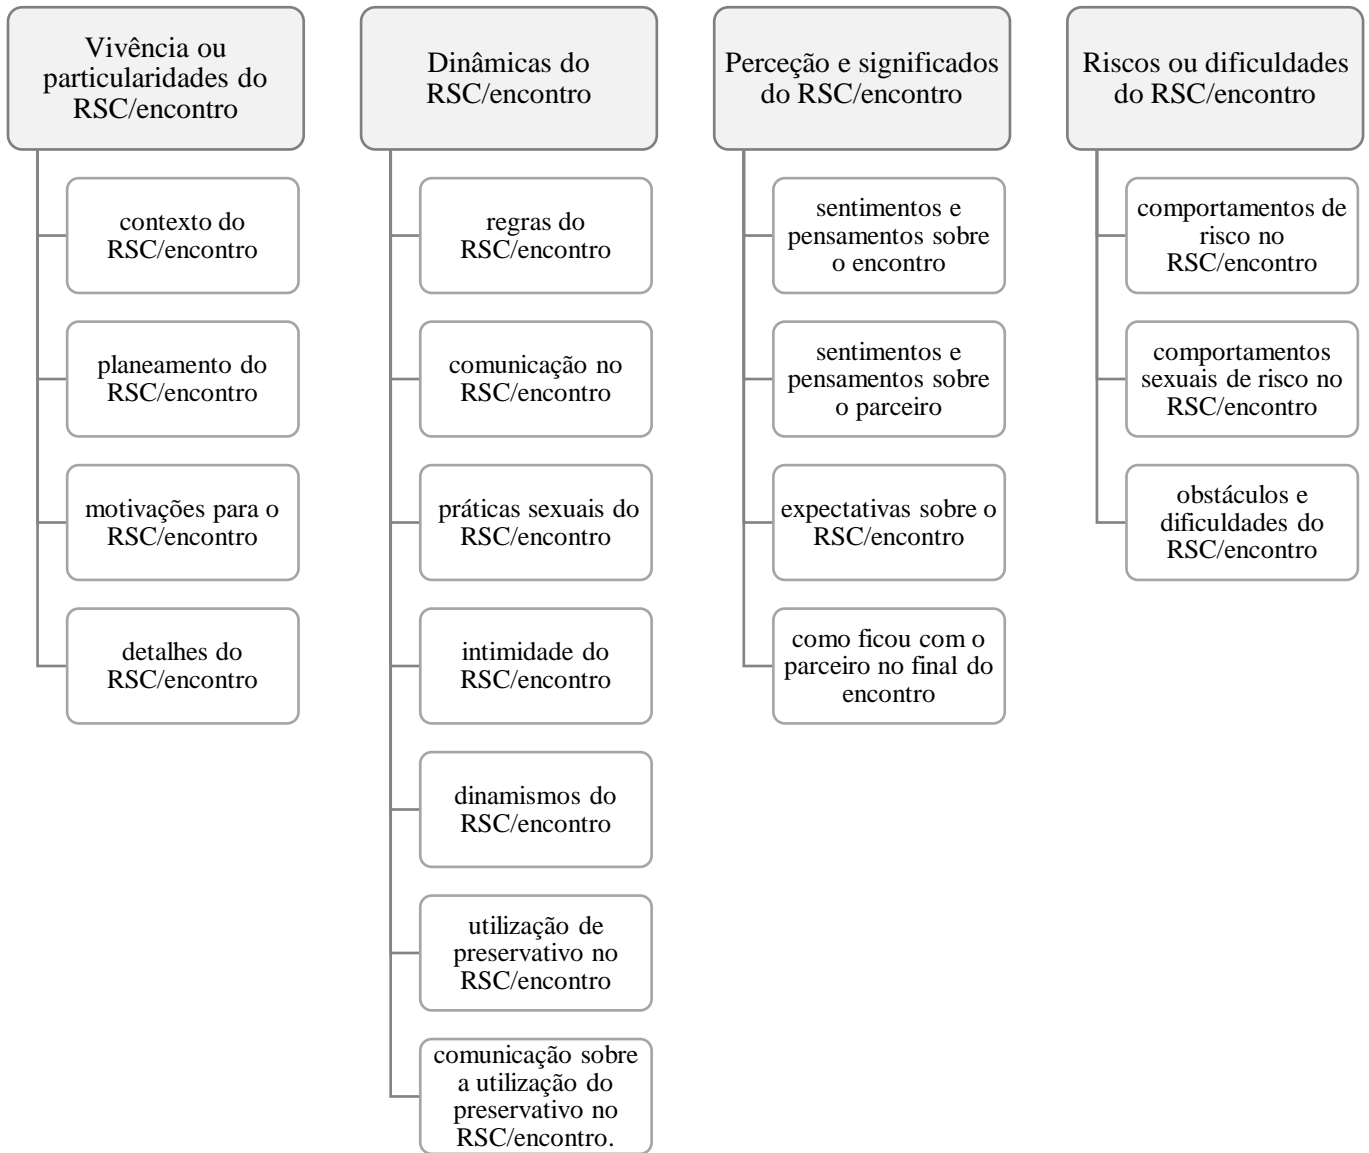 Vivência ou
particularidades do
RSC/encontro
contexto do
RSC/encontro
planeamento do
RSC/encontro
motivações para o
RSC/encontro
detalhes do
RSC/encontro
Dinâmicas do
RSC/encontro
regras do
RSC/encontro
comunicação no
RSC/encontro
práticas sexuais do
RSC/encontro
intimidade do
RSC/encontro
dinamismos do
RSC/encontro
utilização de
preservativo no
RSC/encontro
comunicação sobre
a utilização do
preservativo no
RSC/encontro.
Perceção e significados
do RSC/encontro
sentimentos e
pensamentos sobre
o encontro
sentimentos e
pensamentos sobre
o parceiro
expectativas sobre o
RSC/encontro
como ficou com o
parceiro no final do
encontro
Riscos ou dificuldades
do RSC/encontro
comportamentos de
risco no
RSC/encontro
comportamentos
sexuais de risco no
RSC/encontro
obstáculos e
dificuldades do
RSC/encontro